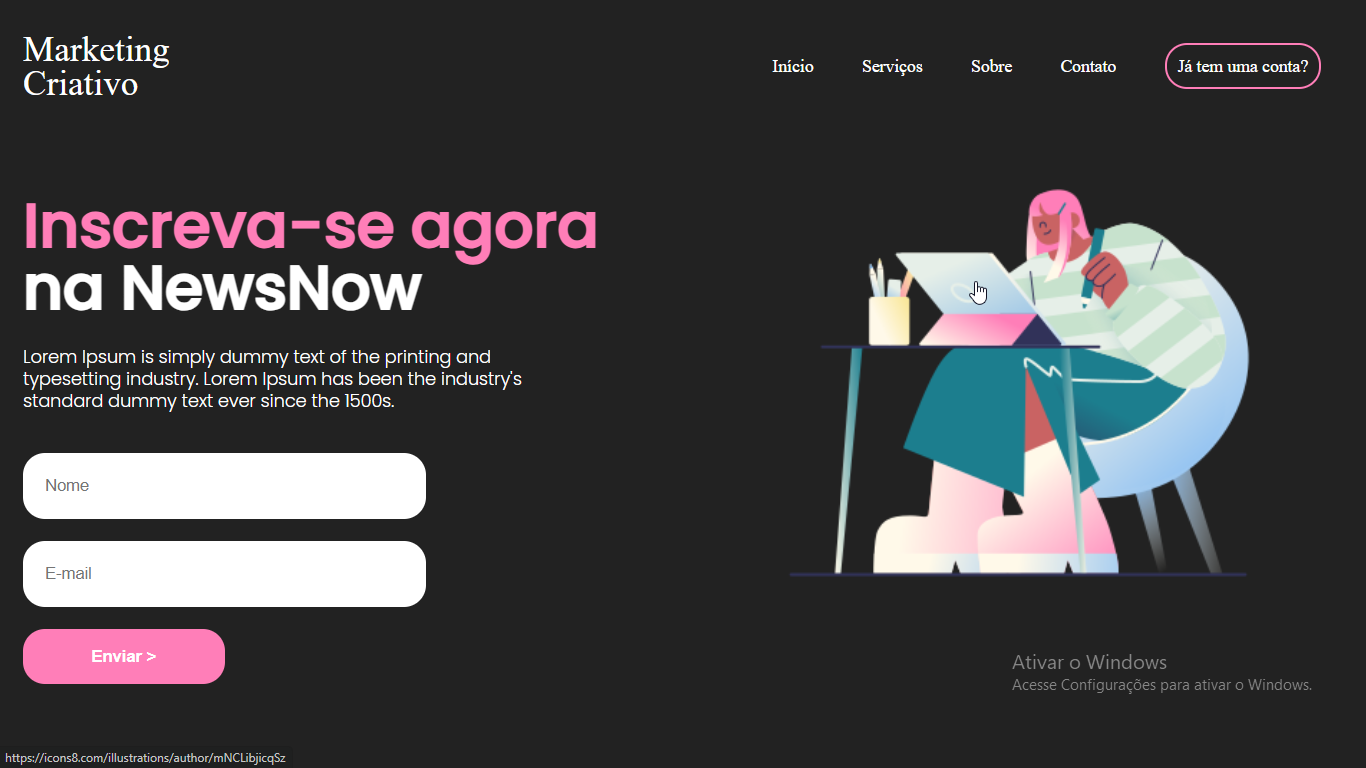 Marketing
Criativo
Início
Serviços
Sobre
Contato
Já tem uma conta?
Inscreva-se agora
na NewsNow
Lorem Ipsum is simply dummy text of the printing and
typesetting industry. Lorem Ipsum has been the industry's
standard dummy text ever since the 1500s.
Nome
E-mail
Enviar >
Ativar o Windows
Acesse Configurações para ativar o Windows.
https://icons8.com/illustrations/author/mNCLibjicqSz